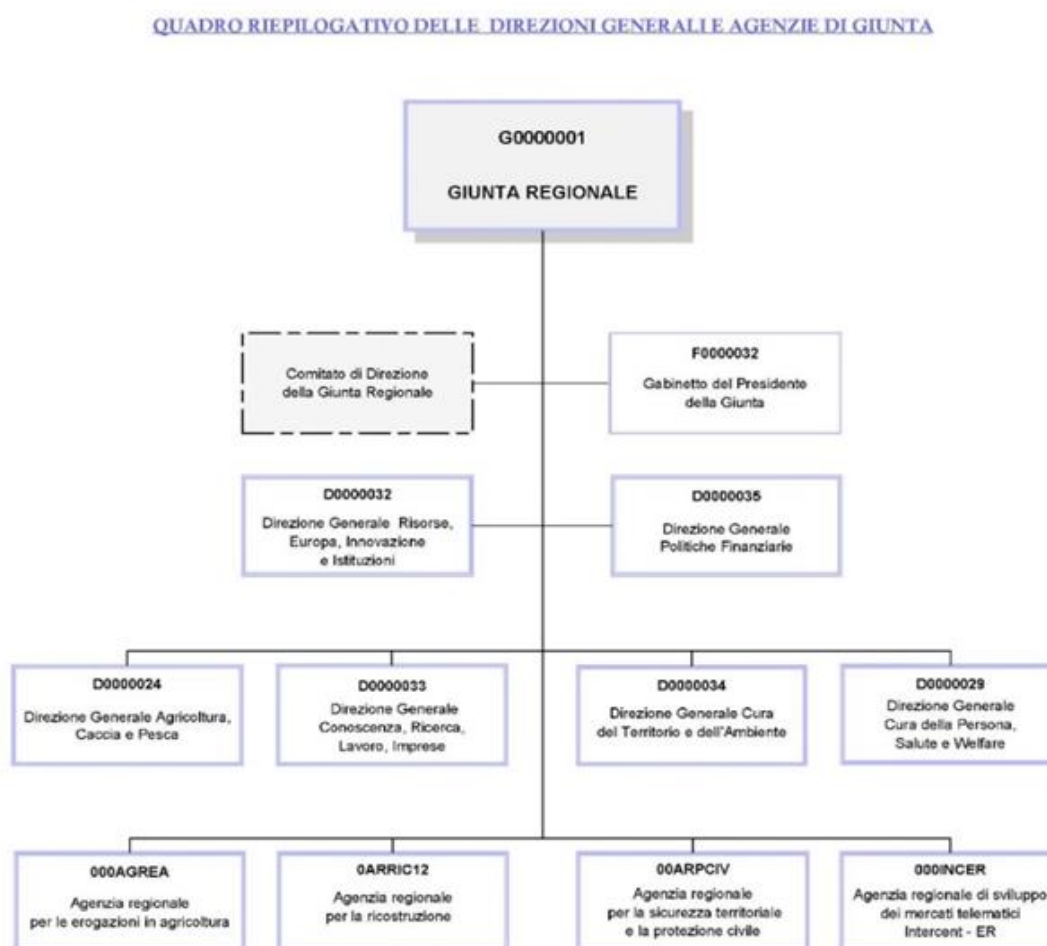 QUADRO RIEPILOGATIVO DELLE DIREZIONI GENERALI E AGENZIE DI GIUNTA
G0000001
GIUNTA REGIONALE
Comitato di Direzione
della Giunta Regionale
F0000032
Gabinetto del Presidente
della Giunta
D0000032
Direzione Generale Risorse,
Europa, Innovazione
e Istituzioni
D0000035
Direzione Generale
Politiche Finanziarie
D0000024
Direzione Generale Agricoltura,
Caccia e Pesca
D0000033
Direzione Generale
Conoscenza, Ricerca,
Lavoro, Imprese
D0000034
Direzione Generale Cura
del Territorio e dell'Ambiente
D0000029
Direzione Generale
Cura della Persona,
Salute e Welfare
000AGREA
Agenzia regionale
per le erogazioni in agricoltura
0ARRIC12
Agenzia regionale
per la ricostruzione
00ARPCIV
Agenzia regionale
per la sicurezza territoriale
e la protezione civile
000INCER
Agenzia regionale di sviluppo
dei mercati telematici
Intercent - ER